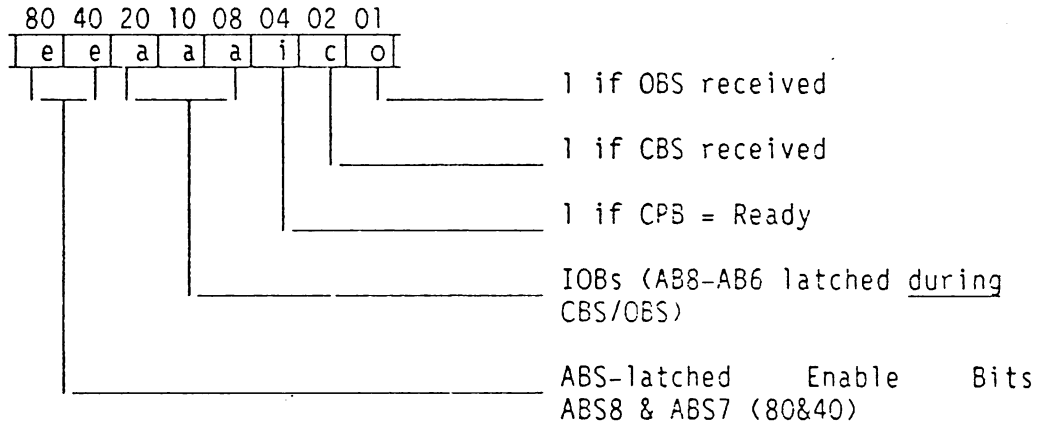 80 40 20 10 08 04 02 01
e e a a a i c o
1 if OBS received
1 if CBS received
1 if CPB = Ready
IOBs (AB8-AB6 latched during
CBS/OBS)
ABS-latched Enable Bits
ABS8 & ABS7 (80&40)